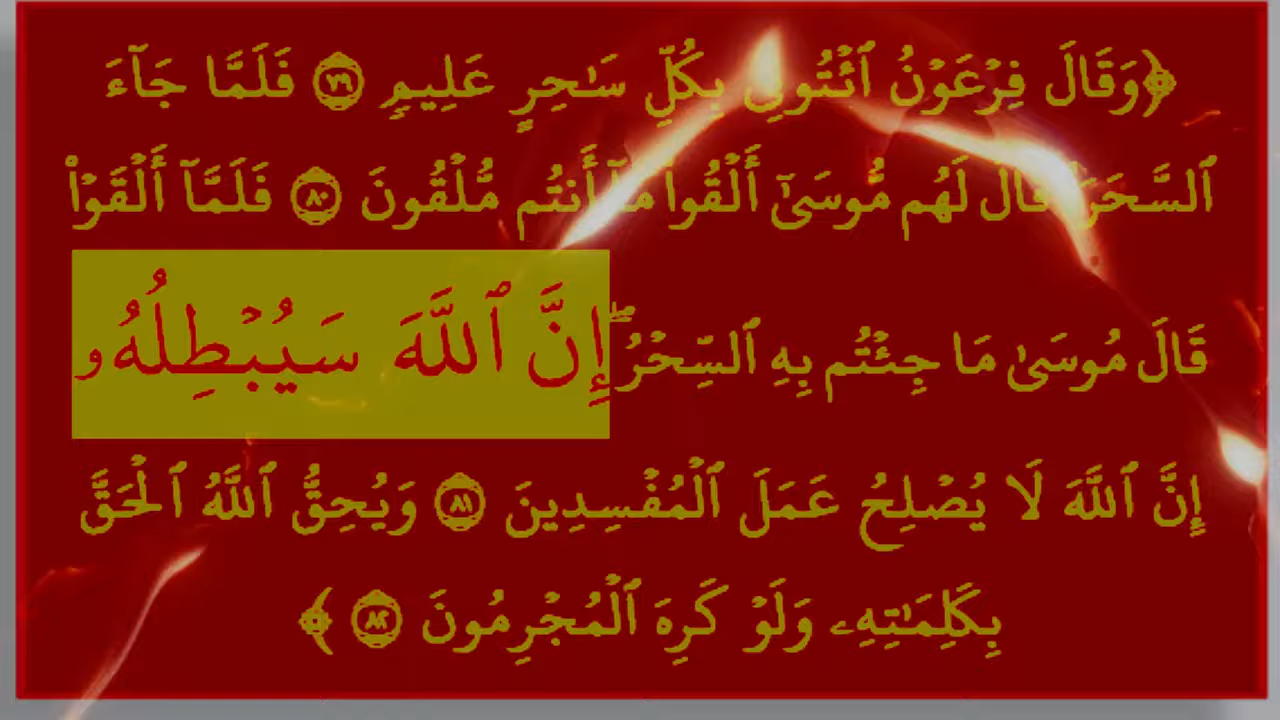 ﴿وَقَالَ فِرۡعَوۡنُ ٱئۡتُونِي بِكُلِّ سَٰحِرٍ عَلِيمٖ ٧٩ فَلَمَّا جَآءَ
ٱلسَّحَرَةُ قَالَ لَهُم مُّوسَىٰٓ أَلۡقُواْ مَآ أَنتُم مُّلۡقُونَ ٨٠ فَلَمَّآ أَلۡقَوۡاْ
قَالَ مُوسَىٰ مَا جِئۡتُم بِهِ ٱلسِّحۡرُۖ إِنَّ ٱللَّهَ سَيُبۡطِلُهُۥٓ
إِنَّ ٱللَّهَ لَا يُصۡلِحُ عَمَلَ ٱلۡمُفۡسِدِينَ ٨١ وَيُحِقُّ ٱللَّهُ ٱلۡحَقَّ
بِكَلِمَٰتِهِۦ وَلَوۡ كَرِهَ ٱلۡمُجۡرِمُونَ ٨٢﴾